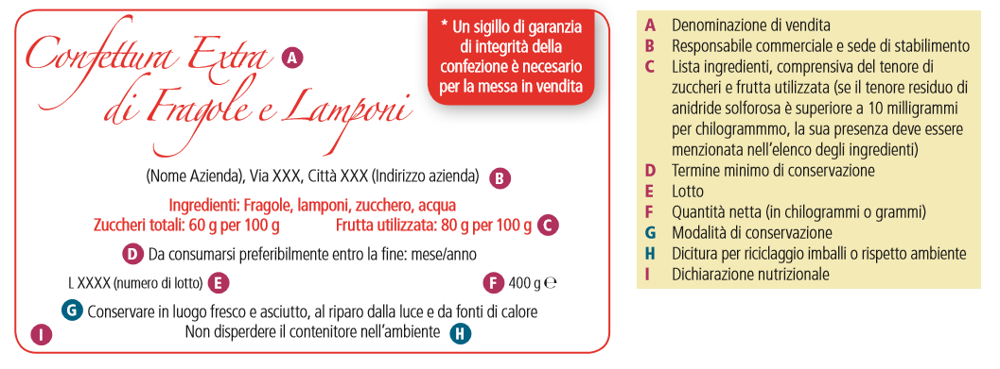 Confettura Extra A
di Fragole e Lamponi
* Un sigillo di garanzia
di integrità della
confezione è necesario
per la messa in vendita
(Nome Azienda), Via XXX, Città XXX (Indirizzo azienda) B
Ingredienti: Fragole, lamponi, zucchero, acqua
Zuccheri totali: 60 g per 100 g Frutta utilizzata: 80 g per 100 g C
D Da consumarsi preferibilmente entro la fine: mese/anno
L XXXX (numero di lotto) E F 400 g ℮
G Conservare in luogo fresco e asciutto, al riparo dalla luce e da fonti di calore
I Non disperdere il contenitore nell'ambiente H
A Denominazione di vendita
B Responsabile commerciale e sede di stabilimento
C Lista ingredienti, comprensiva del tenore di
zuccheri e frutta utilizzata (se il tenore residuo di
anidride solforosa è superiore a 10 milligrammi
per chilogrammmo, la sua presenza deve essere
menzionata nell'elenco degli ingredienti)
D Termine minimo di conservazione
E Lotto
F Quantità netta (in chilogrammi o grammi)
G Modalità di conservazione
H Dicitura per riciclaggio imballi o rispetto ambiente
I Dichiarazione nutrizionale